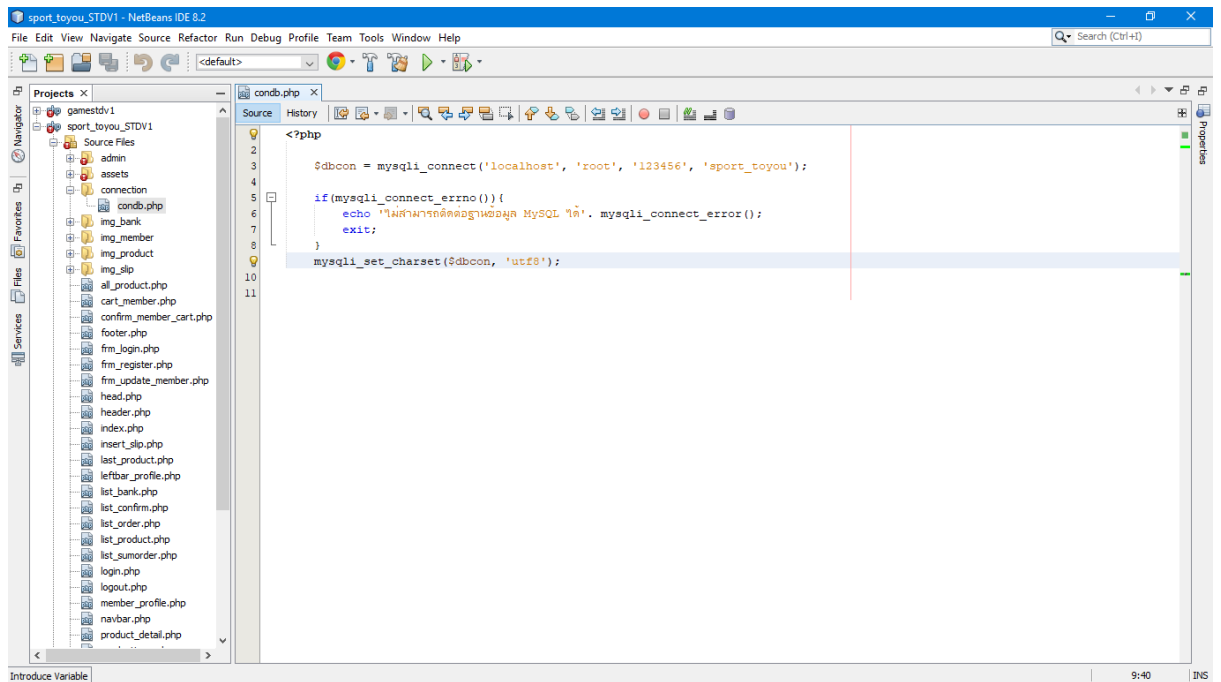 sport_toyou_STDV1 - NetBeans IDE 8.2
File Edit View Navigate Source Refactor Run Debug Profile Team Tools Window Help
Search (Ctrl+I)
<default>
Projects
condb.php
gamestdv1
sport_toyou_STDV1
Source Files
admin
assets
connection
condb.php
img_bank
img_member
img_product
img_slip
all_product.php
cart_member.php
confirm_member_cart.php
footer.php
frm_login.php
frm_register.php
frm_update_member.php
head.php
header.php
index.php
insert_slip.php
last_product.php
leftbar_profile.php
list_bank.php
list_confirm.php
list_order.php
list_product.php
list_sumorder.php
login.php
logout.php
member_profile.php
navbar.php
product_detail.php
Navigator
Favorites
Files
Services
Source History
<?php
2
3 $dbcon = mysqli_connect('localhost', 'root', '123456', 'sport_toyou');
4
5 if(mysqli_connect_errno()){
6 echo 'ไม่สามารถติดต่อฐานข้อมูล MySQL ได้'. mysqli_connect_error();
7 exit;
8 }
mysqli_set_charset($dbcon, 'utf8');
10
11
Properties
Introduce Variable
9:40 INS